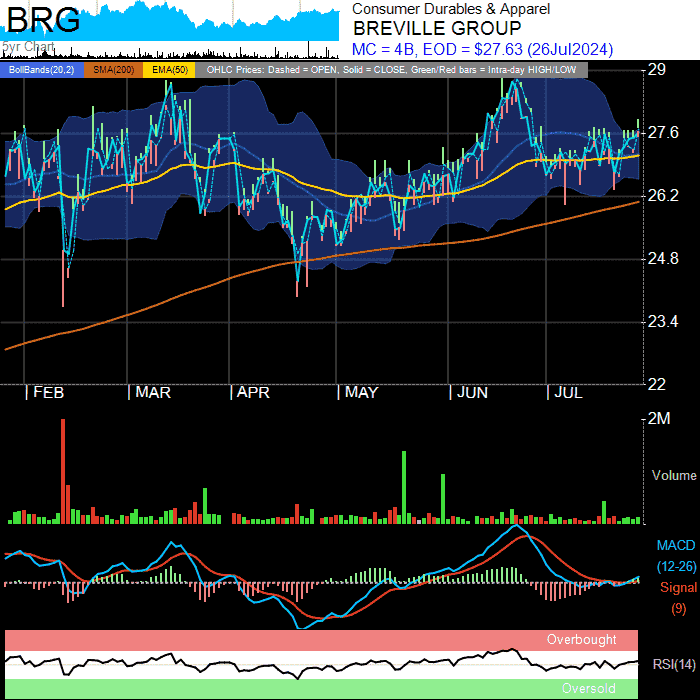 BRG
5yr Chart
Consumer Durables & Apparel
BREVILLE GROUP
MC = 4B, EOD = $27.63 (26Jul2024)
BollBands(20,2) SMA(200) EMA(50) OHLC Prices: Dashed = OPEN, Solid = CLOSE, Green/Red bars = Intra-day HIGH/LOW
29
27.6
26.2
24.8
23.4
22
FEB MAR APR MAY JUN JUL
2M
Volume
MACD
(12-26)
Signal
(9)
Overbought
RSI(14)
Oversold